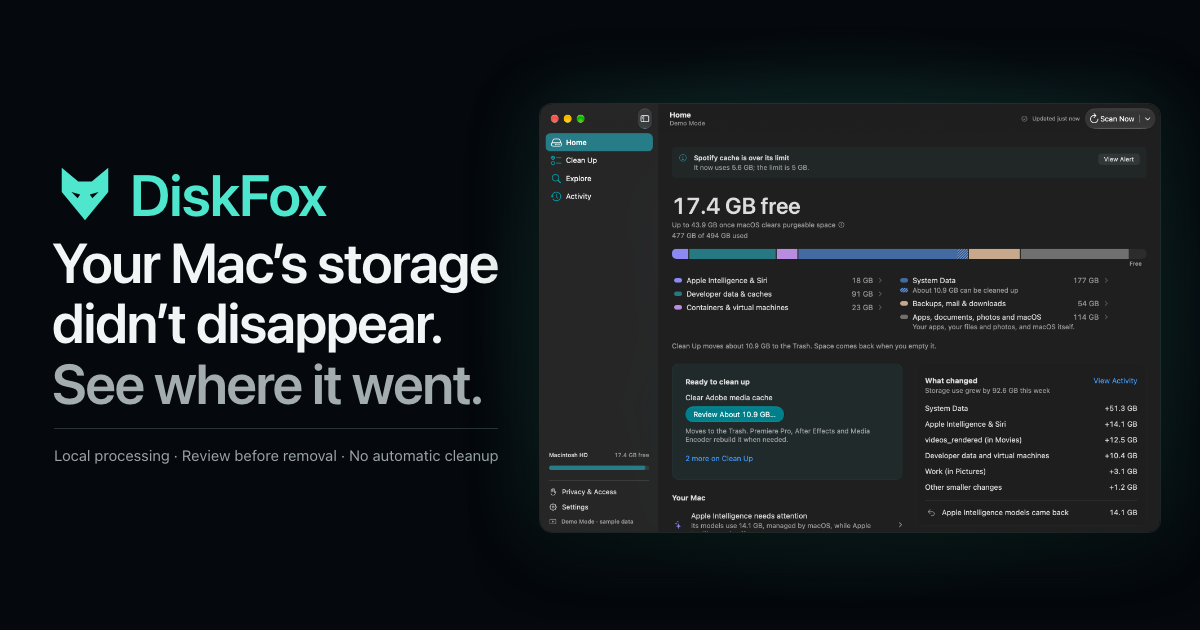 DiskFox
Your Mac's storage
didn't disappear.
See where it went.
Local processing · Review before removal · No automatic cleanup
Home
Clean Up
Explore
Activity
Macintosh HD 17.4 GB free
Privacy & Access
Settings
Demo Mode - sample data
Home
Demo Mode
Updated just now
Scan Now
Spotify cache is over its limit
It now uses 5.6 GB; the limit is 5 GB.
View Alert
17.4 GB free
Up to 43.9 GB once macOS clears purgeable space
477 GB of 494 GB used
Free
Apple Intelligence & Siri 18 GB
Developer data & caches 91 GB
Containers & virtual machines 23 GB
System Data 177 GB
About 10.9 GB can be cleaned up
Backups, mail & downloads 54 GB
Apps, documents, photos and macOS 114 GB
Your apps, your files and photos, and macOS itself.
Clean Up moves about 10.9 GB to the Trash. Space comes back when you empty it.
Ready to clean up
Clear Adobe media cache
Review About 10.9 GB...
Moves to the Trash. Premiere Pro, After Effects and Media
Encoder rebuild it when needed.
2 more on Clean Up
What changed View Activity
Storage use grew by 92.6 GB this week
System Data +51.3 GB
Apple Intelligence & Siri +14.1 GB
videos_rendered (in Movies) +12.5 GB
Developer data and virtual machines +10.4 GB
Work (in Pictures) +3.1 GB
Other smaller changes +1.2 GB
Apple Intelligence models came back 14.1 GB
Your Mac
Apple Intelligence needs attention
Its models use 14.1 GB, managed by macOS, while Apple